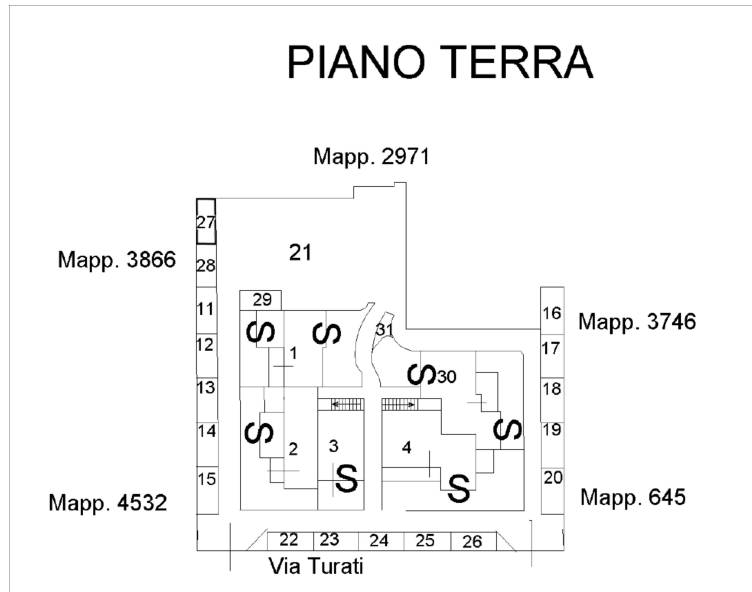 PIANO TERRA
Mapp. 2971
27
Mapp. 3866
28
21
29
11
16
Mapp. 3746
S
S
31
12
1
17
S
30
13
18
14
S
2
3
4
S
19
15
S
S
20
Mapp. 4532
Mapp. 645
22 23 24 25 26
Via Turati